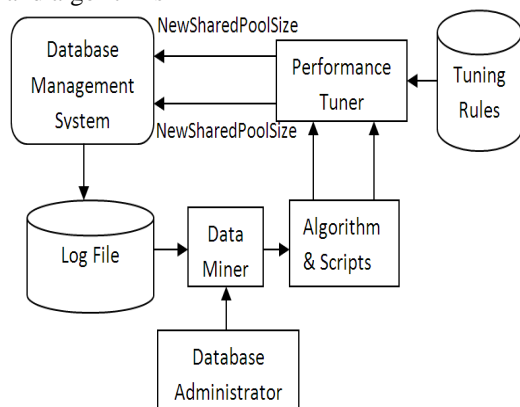 NewSharedPoolSize
Database
Management
System
Performance
Tuner
Tuning
Rules
NewSharedPoolSize
Log File
Data
Miner
Algorithm
& Scripts
Database
Administrator